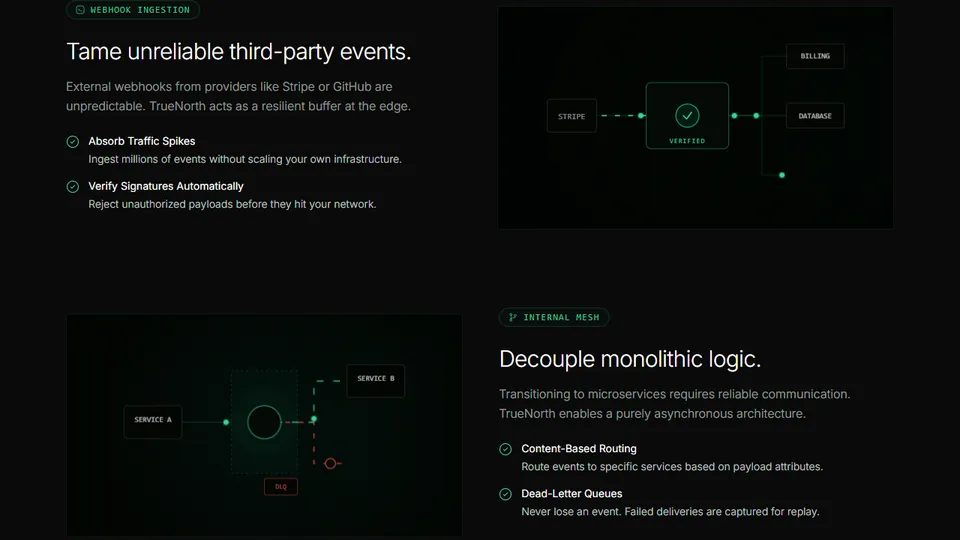 WEBHOOK INGESTION
Tame unreliable third-party events.
External webhooks from providers like Stripe or GitHub are
unpredictable. TrueNorth acts as a resilient buffer at the edge.
Absorb Traffic Spikes
Ingest millions of events without scaling your own infrastructure.
Verify Signatures Automatically
Reject unauthorized payloads before they hit your network.
STRIPE
VERIFIED
BILLING
DATABASE
SERVICE A
SERVICE B
DLQ
INTERNAL MESH
Decouple monolithic logic.
Transitioning to microservices requires reliable communication.
TrueNorth enables a purely asynchronous architecture.
Content-Based Routing
Route events to specific services based on payload attributes.
Dead-Letter Queues
Never lose an event. Failed deliveries are captured for replay.